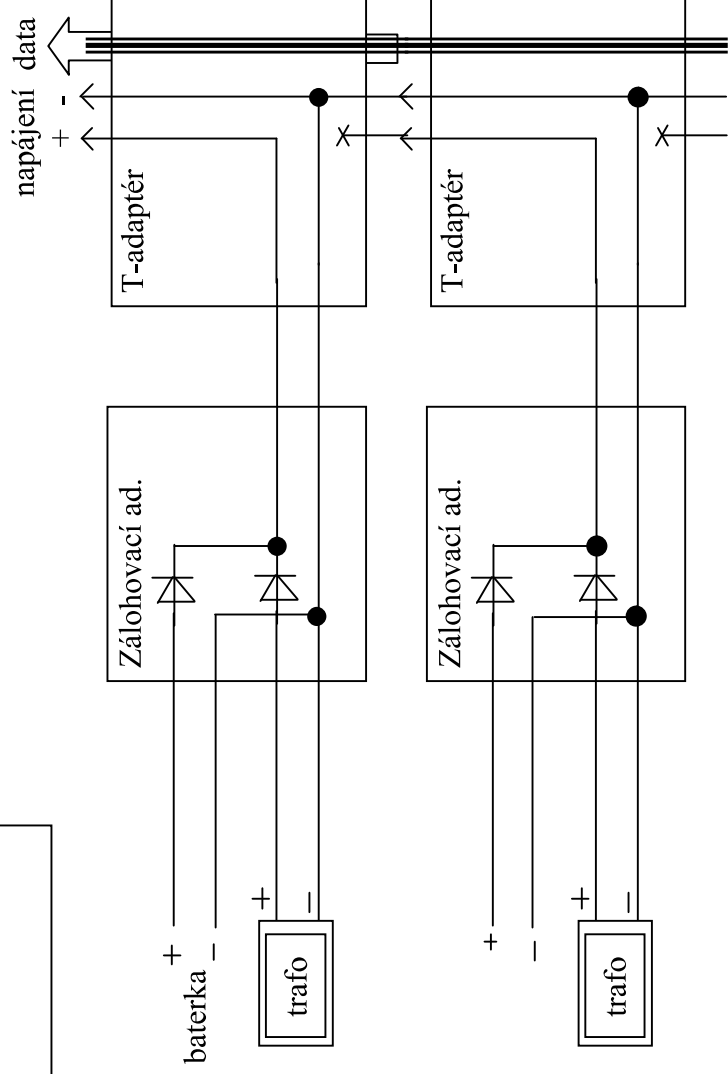 data
napájení
-
+
T-adaptér
T-adaptér
Zálohovací ad.
Zálohovací ad.
+
-
baterka
+
-
trafo
+
-
+
-
trafo